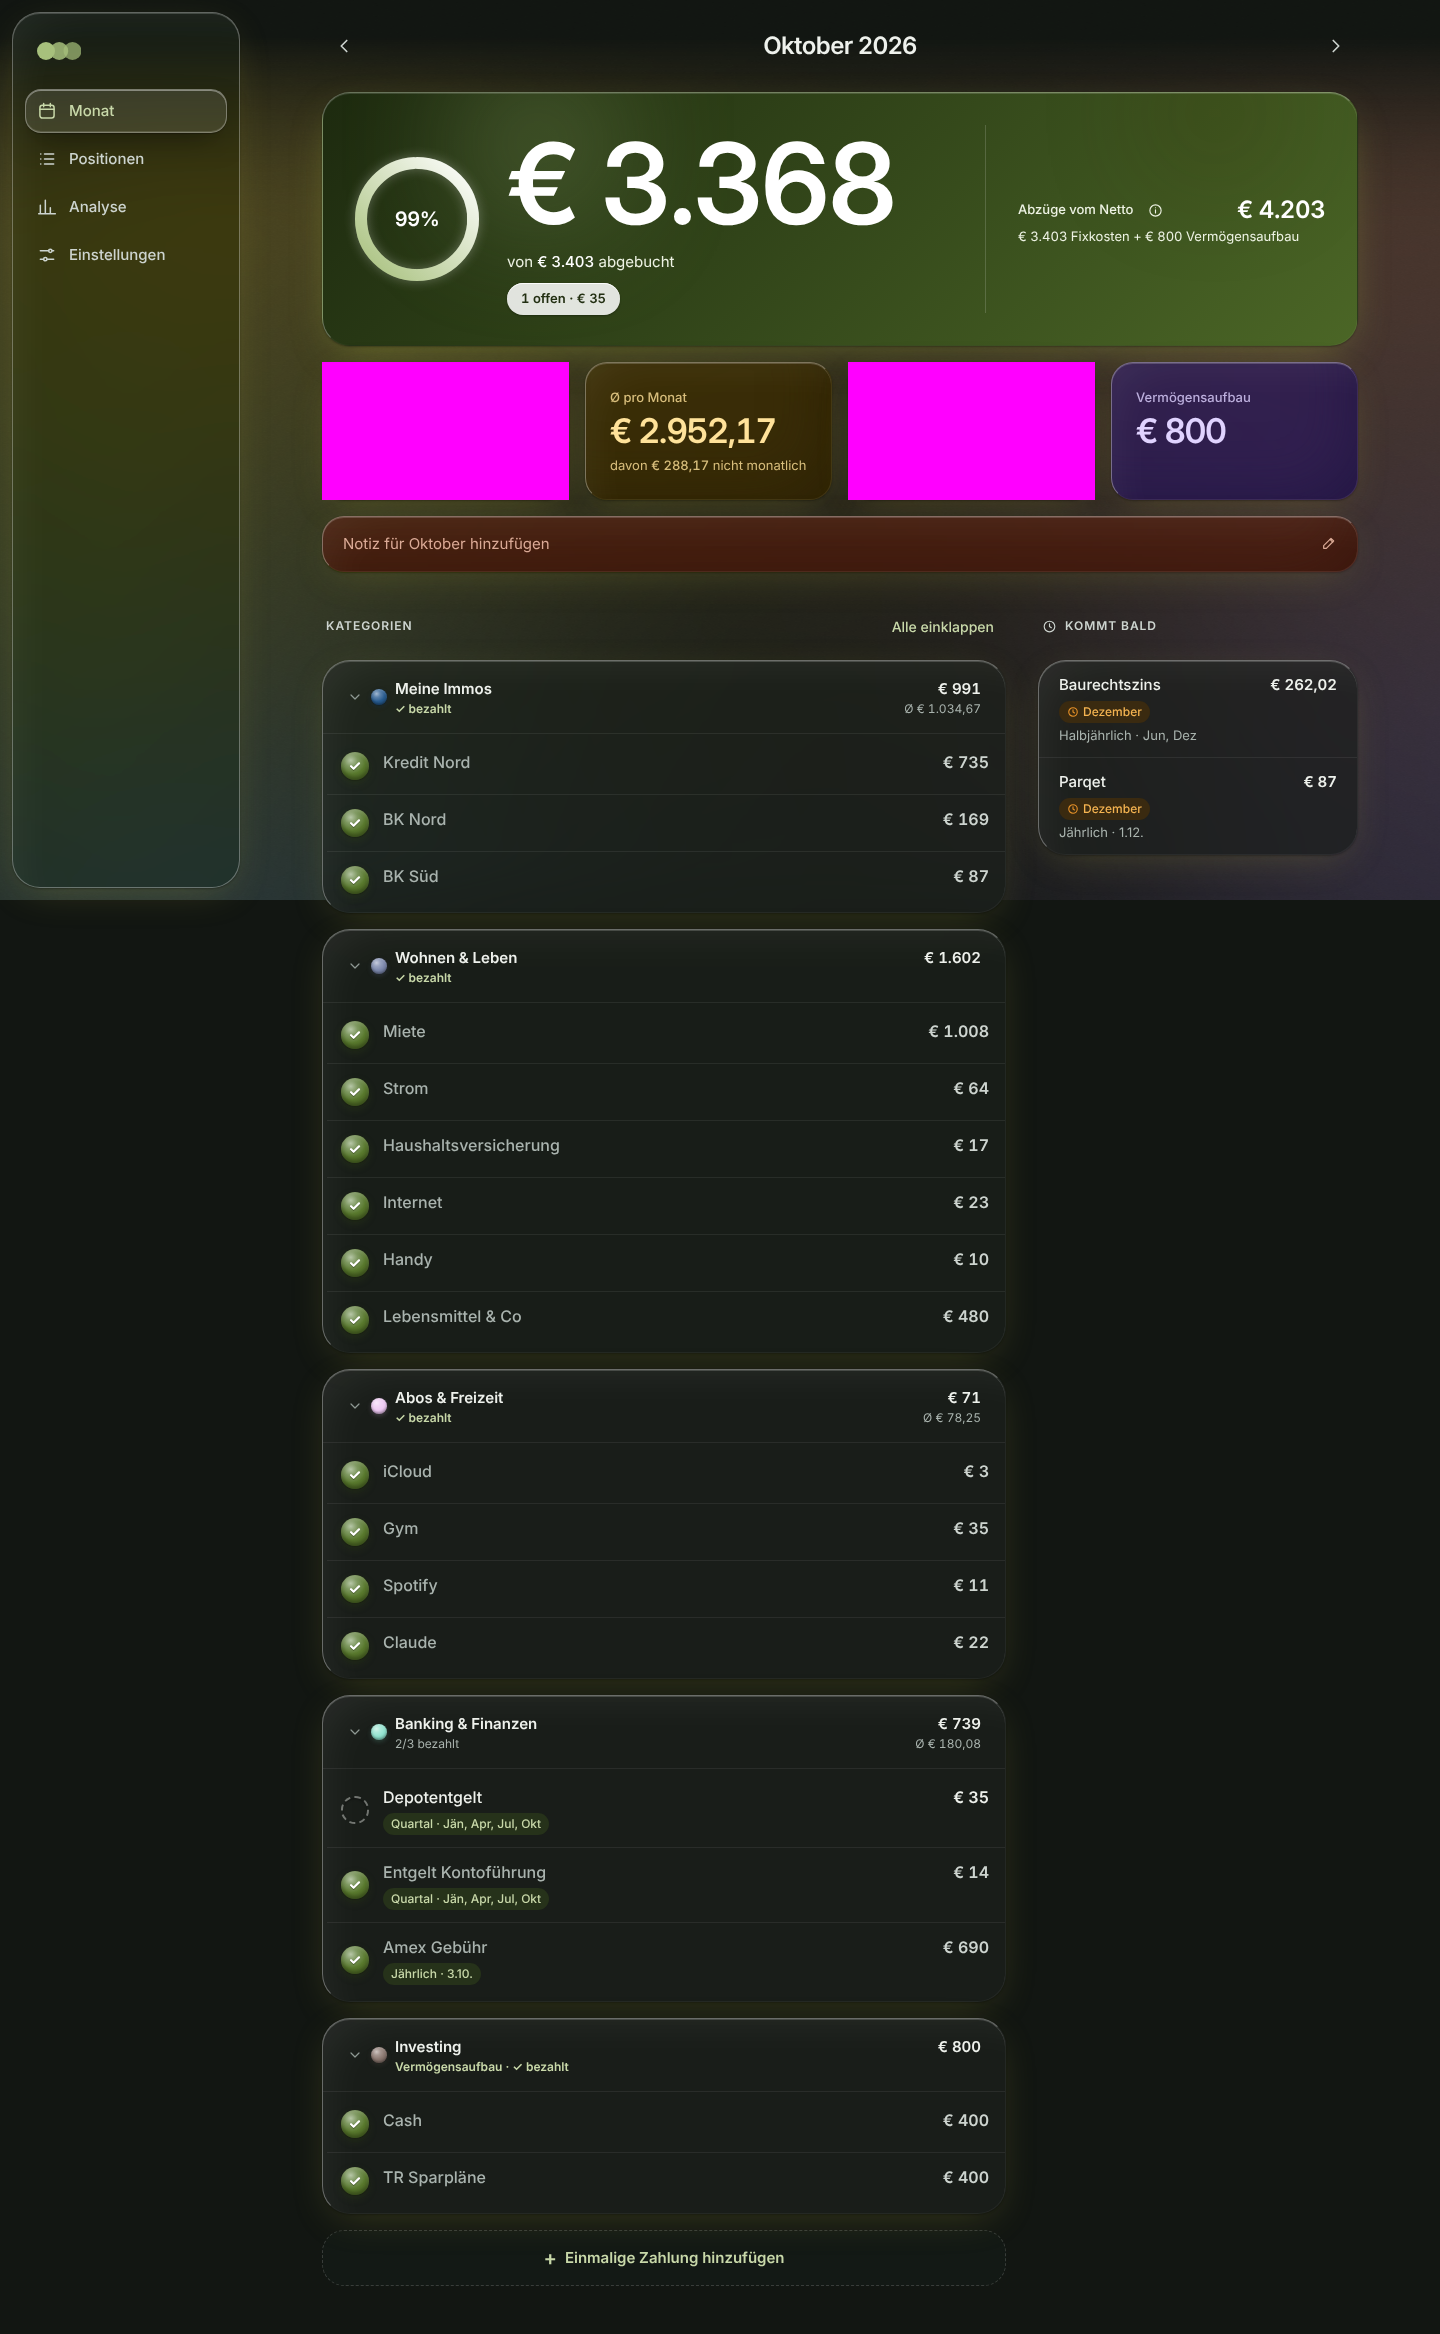 Oktober 2026
Monat
Positionen
Analyse
Einstellungen
99%
€ 3.368
von € 3.403 abgebucht
1 offen · € 35
Abzüge vom Netto
€ 4.203
€ 3.403 Fixkosten + € 800 Vermögensaufbau
Ø pro Monat
€ 2.952,17
davon € 288,17 nicht monatlich
Vermögensaufbau
€ 800
Notiz für Oktober hinzufügen
KATEGORIEN
Alle einklappen
Meine Immos
€ 991
✓ bezahlt
Ø € 1.034,67
Kredit Nord
€ 735
BK Nord
€ 169
BK Süd
€ 87
Wohnen & Leben
€ 1.602
✓ bezahlt
Miete
€ 1.008
Strom
€ 64
Haushaltsversicherung
€ 17
Internet
€ 23
Handy
€ 10
Lebensmittel & Co
€ 480
Abos & Freizeit
€ 71
✓ bezahlt
Ø € 78,25
iCloud
€ 3
Gym
€ 35
Spotify
€ 11
Claude
€ 22
Banking & Finanzen
€ 739
2/3 bezahlt
Ø € 180,08
Depotentgelt
€ 35
Quartal · Jän, Apr, Jul, Okt
Entgelt Kontoführung
€ 14
Quartal · Jän, Apr, Jul, Okt
Amex Gebühr
€ 690
Jährlich · 3.10.
Investing
€ 800
Vermögensaufbau · ✓ bezahlt
Cash
€ 400
TR Sparpläne
€ 400
+ Einmalige Zahlung hinzufügen
KOMMT BALD
Baurechtszins
€ 262,02
Dezember
Halbjährlich · Jun, Dez
Parqet
€ 87
Dezember
Jährlich · 1.12.